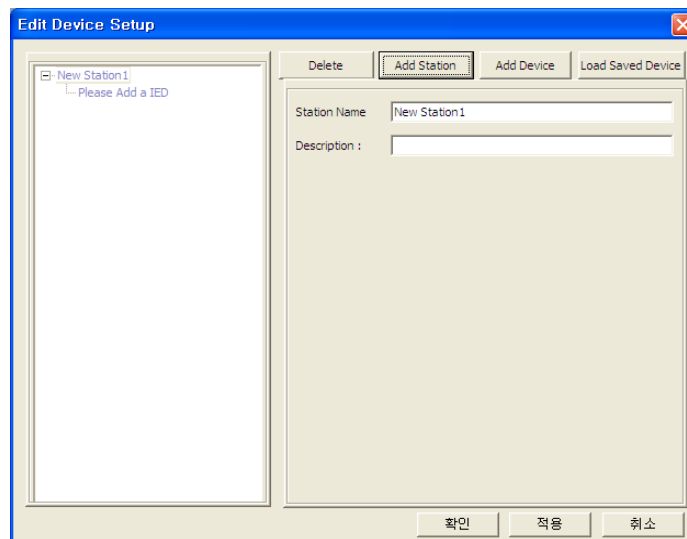 Edit Device Setup
New Station1
Please Add a IED
Delete
Add Station
Add Device
Load Saved Device
Station Name
New Station1
Description :
확인
적용
취소